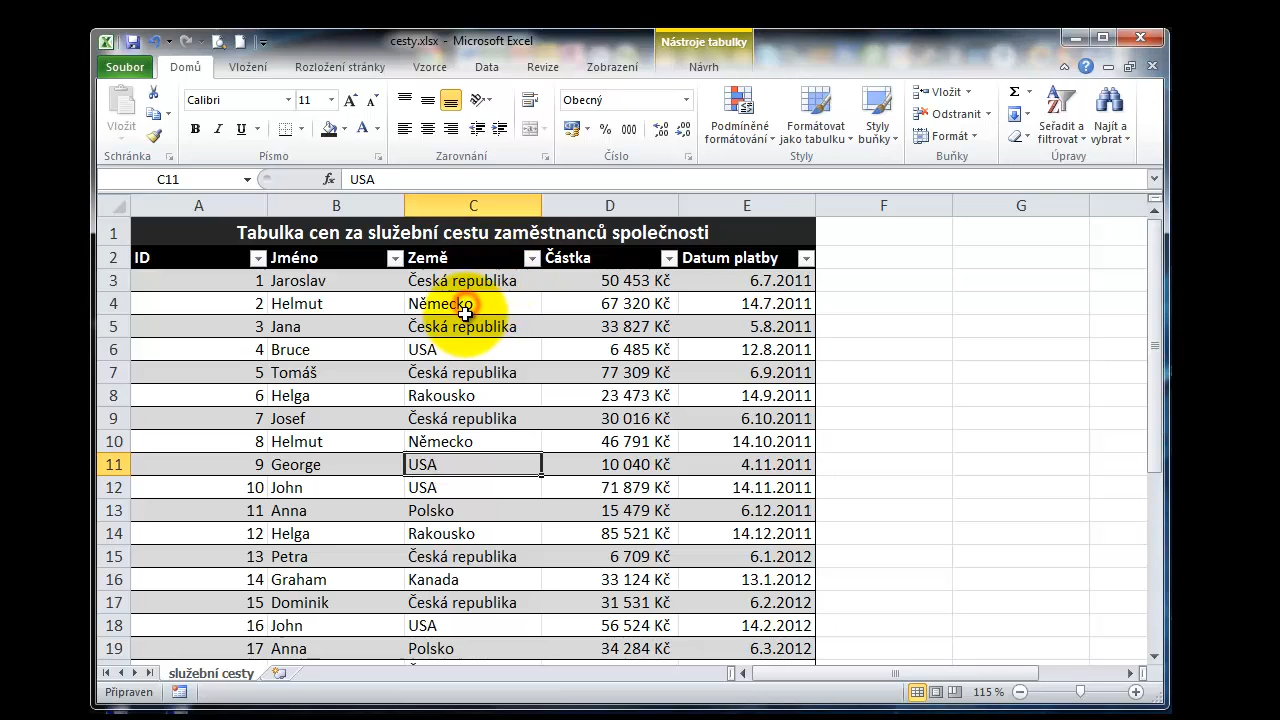 cesty.xlsx - Microsoft Excel
Nástroje tabulky
Soubor Domů Vložení Rozložení stránky Vzorce Data Revize Zobrazení Návrh
Vložit
Calibri 11
B I U A
Obecný
% 000
Podmíněné formátování
Formátovat jako tabulku
Styly buňky
Vložit
Odstranit
Formát
Σ
Seřadit a filtrovat
Najít a vybrat
Schránka Písmo Zarovnání Číslo Styly Buňky Úpravy
C11 fx USA
A B C D E F G
1 Tabulka cen za služební cestu zaměstnanců společnosti
2 ID Jméno Země Částka Datum platby
3 1 Jaroslav Česká republika 50 453 Kč 6.7.2011
4 2 Helmut Německo 67 320 Kč 14.7.2011
5 3 Jana Česká republika 33 827 Kč 5.8.2011
6 4 Bruce USA 6 485 Kč 12.8.2011
7 5 Tomáš Česká republika 77 309 Kč 6.9.2011
8 6 Helga Rakousko 23 473 Kč 14.9.2011
9 7 Josef Česká republika 30 016 Kč 6.10.2011
10 8 Helmut Německo 46 791 Kč 14.10.2011
11 9 George USA 10 040 Kč 4.11.2011
12 10 John USA 71 879 Kč 14.11.2011
13 11 Anna Polsko 15 479 Kč 6.12.2011
14 12 Helga Rakousko 85 521 Kč 14.12.2011
15 13 Petra Česká republika 6 709 Kč 6.1.2012
16 14 Graham Kanada 33 124 Kč 13.1.2012
17 15 Dominik Česká republika 31 531 Kč 6.2.2012
18 16 John USA 56 524 Kč 14.2.2012
19 17 Anna Polsko 34 284 Kč 6.3.2012
služební cesty
Připraven 115 %